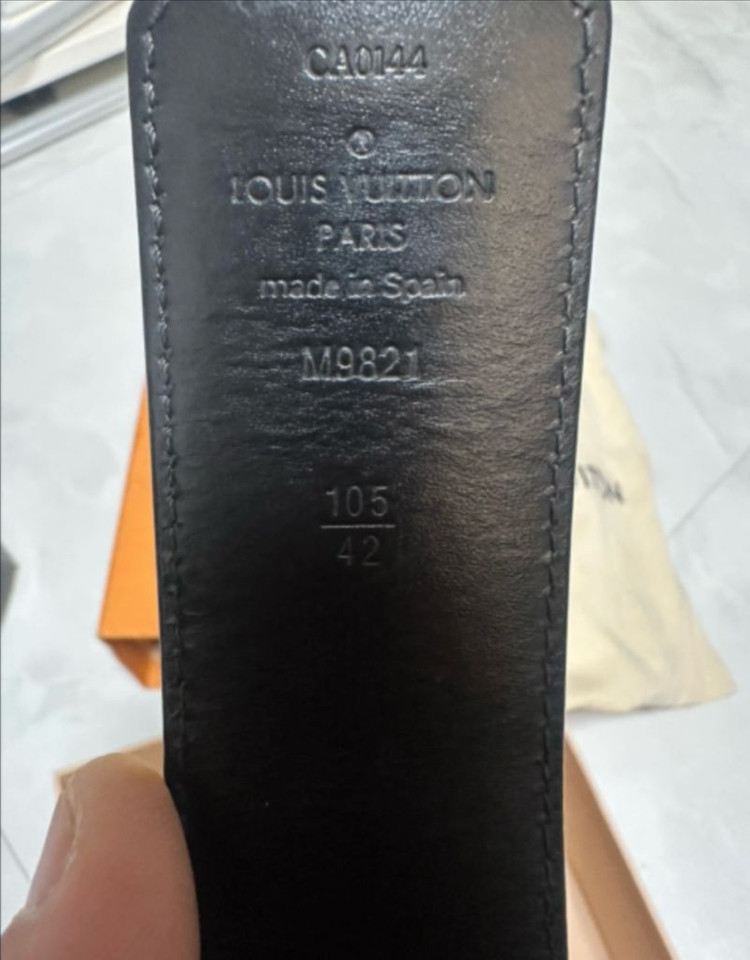 CA0144
LOUIS VUITTON
PARIS
made in Spain
M9821
105
42